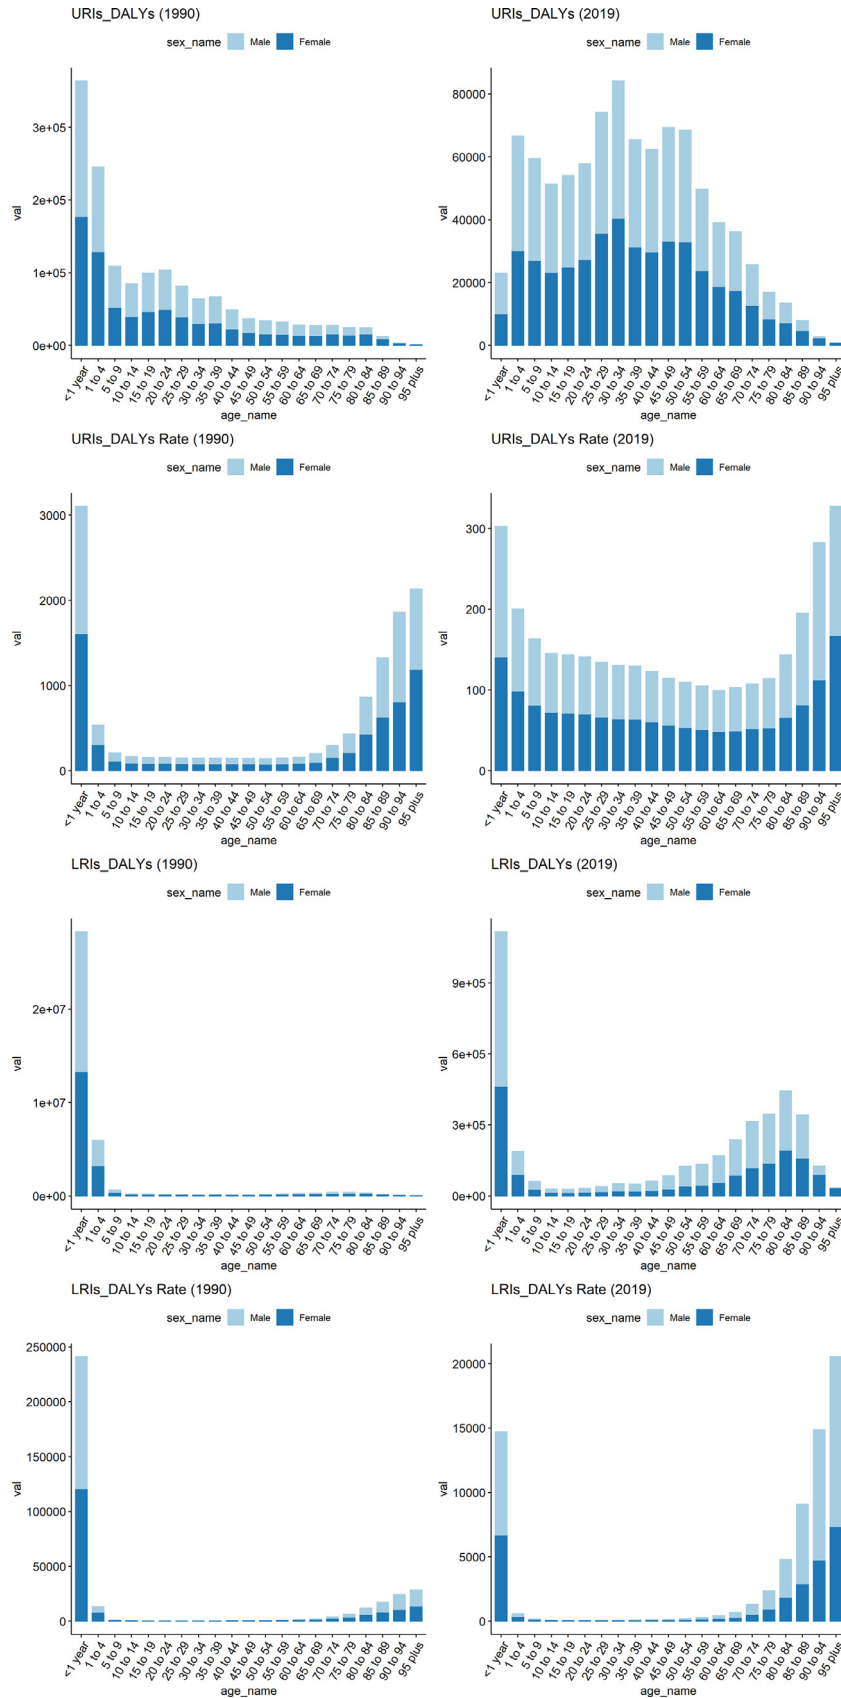 URIs_DALYs (1990)
sex_name Male Female
3e+05
2e+05
1e+05
0e+00
val
<1 year 1 to 4 5 to 9 10 to 14 15 to 19 20 to 24 25 to 29 30 to 34 35 to 39 40 to 44 45 to 49 50 to 54 55 to 59 60 to 64 65 to 69 70 to 74 75 to 79 80 to 84 85 to 89 90 to 94 95 plus
age_name
URIs_DALYs (2019)
sex_name Male Female
80000
60000
40000
20000
0
val
<1 year 1 to 4 5 to 9 10 to 14 15 to 19 20 to 24 25 to 29 30 to 34 35 to 39 40 to 44 45 to 49 50 to 54 55 to 59 60 to 64 65 to 69 70 to 74 75 to 79 80 to 84 85 to 89 90 to 94 95 plus
age_name
URIs_DALYs Rate (1990)
sex_name Male Female
3000
2000
1000
0
val
<1 year 1 to 4 5 to 9 10 to 14 15 to 19 20 to 24 25 to 29 30 to 34 35 to 39 40 to 44 45 to 49 50 to 54 55 to 59 60 to 64 65 to 69 70 to 74 75 to 79 80 to 84 85 to 89 90 to 94 95 plus
age_name
URIs_DALYs Rate (2019)
sex_name Male Female
300
200
100
0
val
<1 year 1 to 4 5 to 9 10 to 14 15 to 19 20 to 24 25 to 29 30 to 34 35 to 39 40 to 44 45 to 49 50 to 54 55 to 59 60 to 64 65 to 69 70 to 74 75 to 79 80 to 84 85 to 89 90 to 94 95 plus
age_name
LRIs_DALYs (1990)
sex_name Male Female
2e+07
1e+07
0e+00
val
<1 year 1 to 4 5 to 9 10 to 14 15 to 19 20 to 24 25 to 29 30 to 34 35 to 39 40 to 44 45 to 49 50 to 54 55 to 59 60 to 64 65 to 69 70 to 74 75 to 79 80 to 84 85 to 89 90 to 94 95 plus
age_name
LRIs_DALYs (2019)
sex_name Male Female
9e+05
6e+05
3e+05
0e+00
val
<1 year 1 to 4 5 to 9 10 to 14 15 to 19 20 to 24 25 to 29 30 to 34 35 to 39 40 to 44 45 to 49 50 to 54 55 to 59 60 to 64 65 to 69 70 to 74 75 to 79 80 to 84 85 to 89 90 to 94 95 plus
age_name
LRIs_DALYs Rate (1990)
sex_name Male Female
250000
200000
150000
100000
50000
0
val
<1 year 1 to 4 5 to 9 10 to 14 15 to 19 20 to 24 25 to 29 30 to 34 35 to 39 40 to 44 45 to 49 50 to 54 55 to 59 60 to 64 65 to 69 70 to 74 75 to 79 80 to 84 85 to 89 90 to 94 95 plus
age_name
LRIs_DALYs Rate (2019)
sex_name Male Female
20000
15000
10000
5000
0
val
<1 year 1 to 4 5 to 9 10 to 14 15 to 19 20 to 24 25 to 29 30 to 34 35 to 39 40 to 44 45 to 49 50 to 54 55 to 59 60 to 64 65 to 69 70 to 74 75 to 79 80 to 84 85 to 89 90 to 94 95 plus
age_name